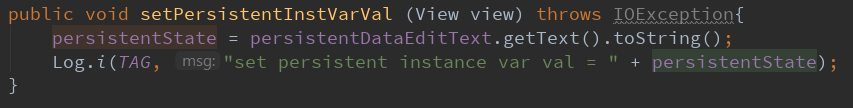 public void setPersistentInstVarVal (View view) throws IOException{
persistentState = persistentDataEditText.getText().toString();
Log.i(TAG, msg: "set persistent instance var val = " + persistentState);
}